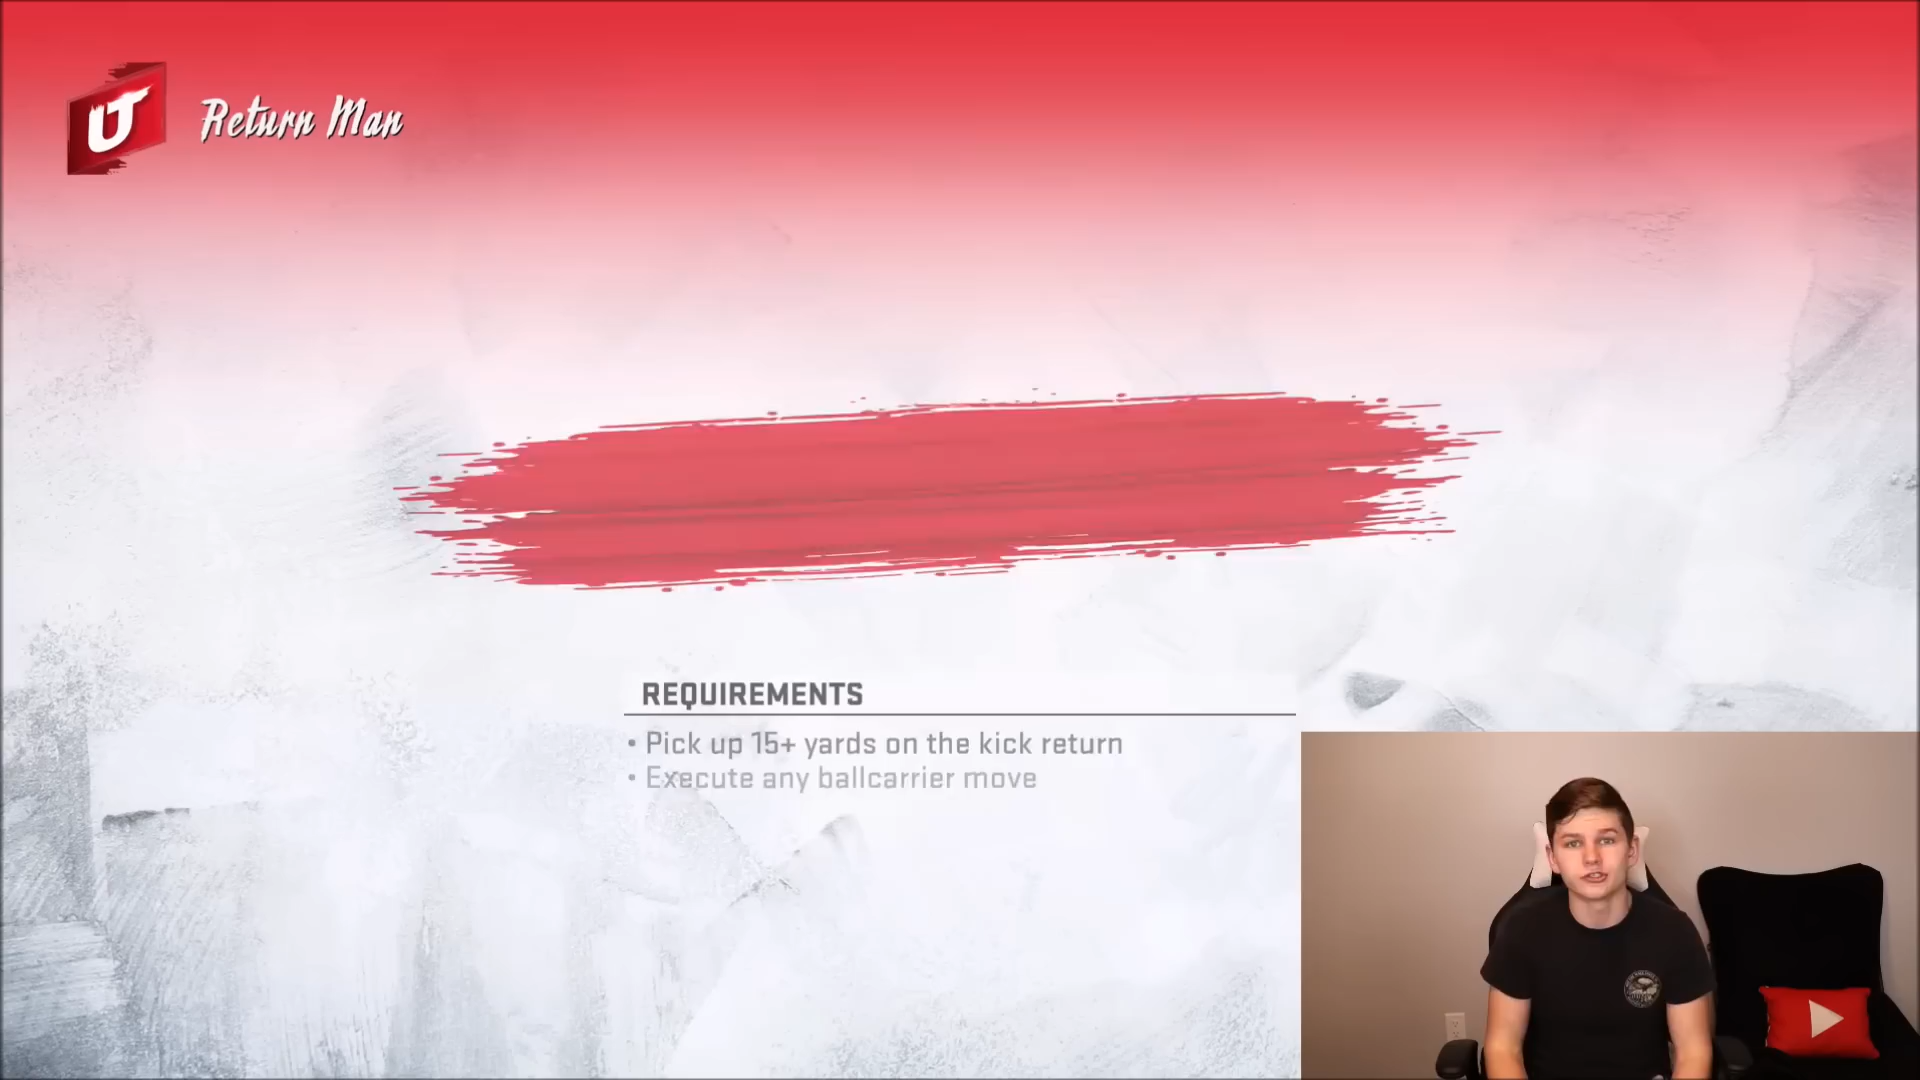 UT
Return Man
REQUIREMENTS
• Pick up 15+ yards on the kick return
• Execute any ballcarrier move